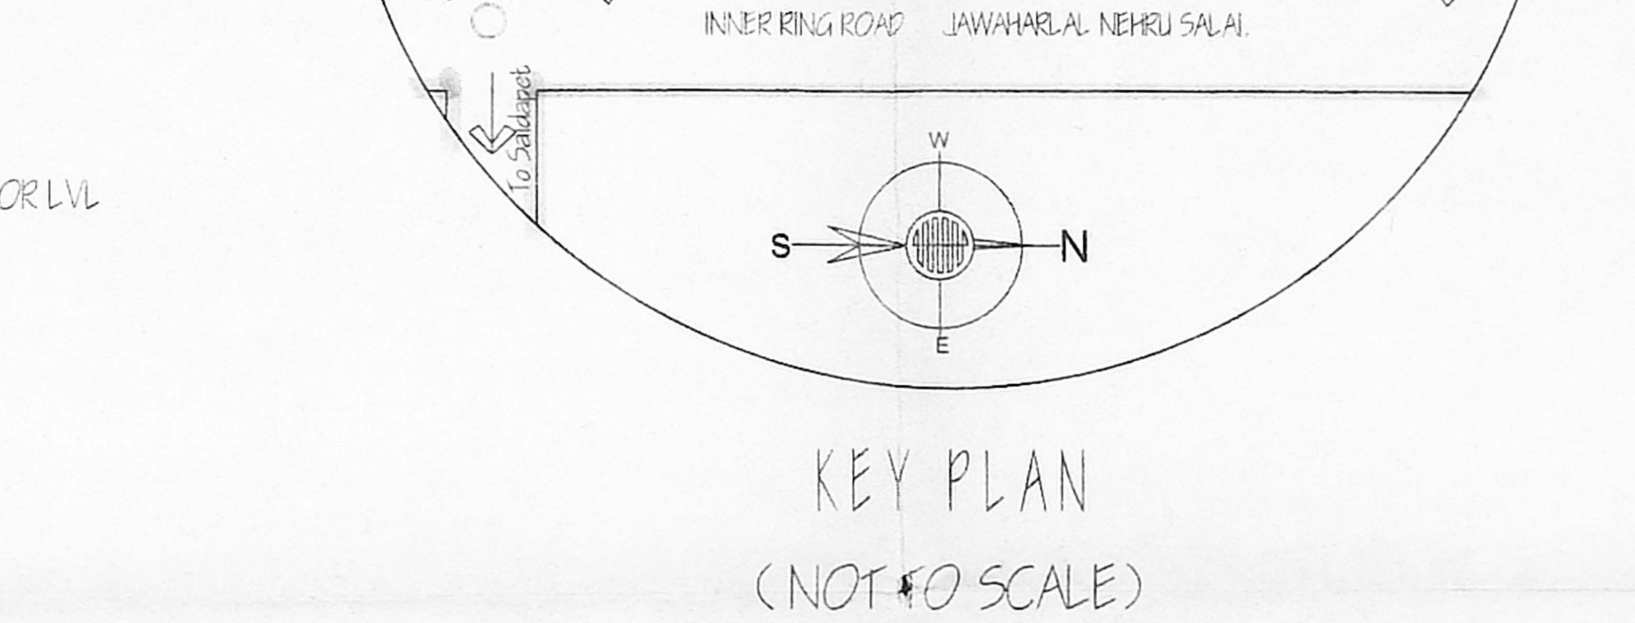 INNER RING ROAD JAWAHARLAL NEHRU SALAI.
To Saidapet
OR LVL
W
S N
E
KEY PLAN
(NOT TO SCALE)